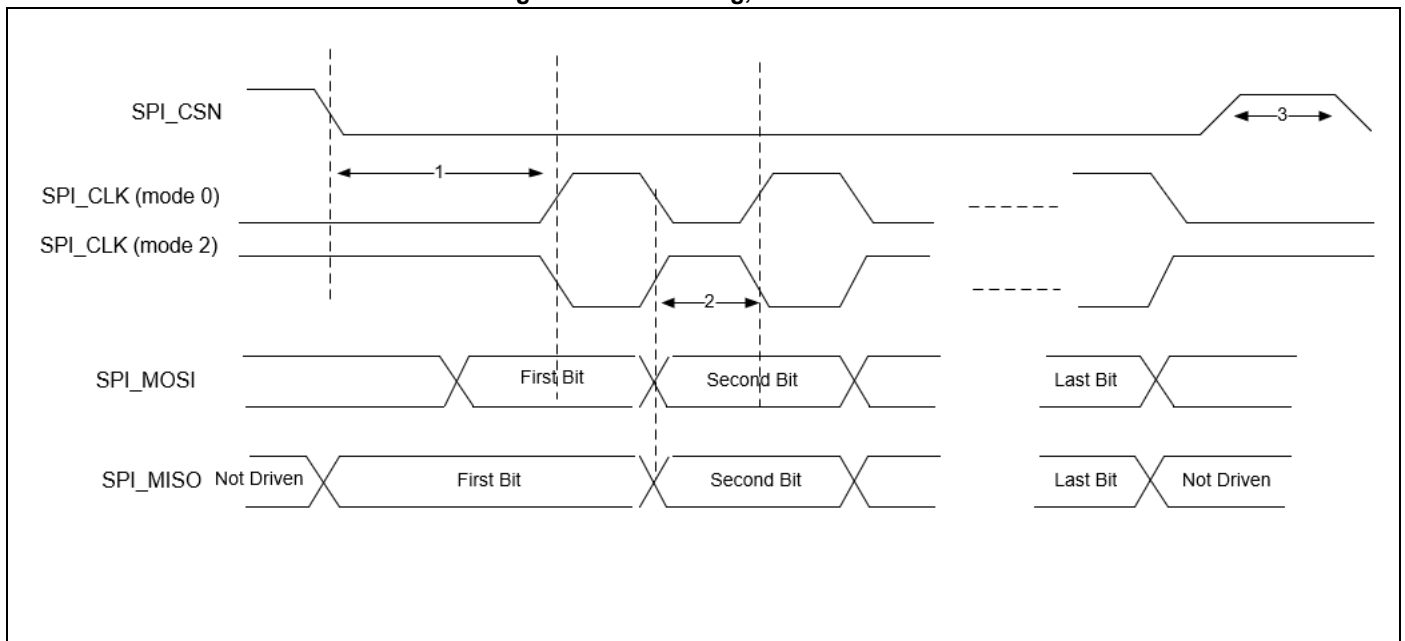 SPI_CSN
3
1
SPI_CLK (mode 0)
SPI_CLK (mode 2)
2
SPI_MOSI
First Bit
Second Bit
Last Bit
SPI_MISO
Not Driven
First Bit
Second Bit
Last Bit
Not Driven